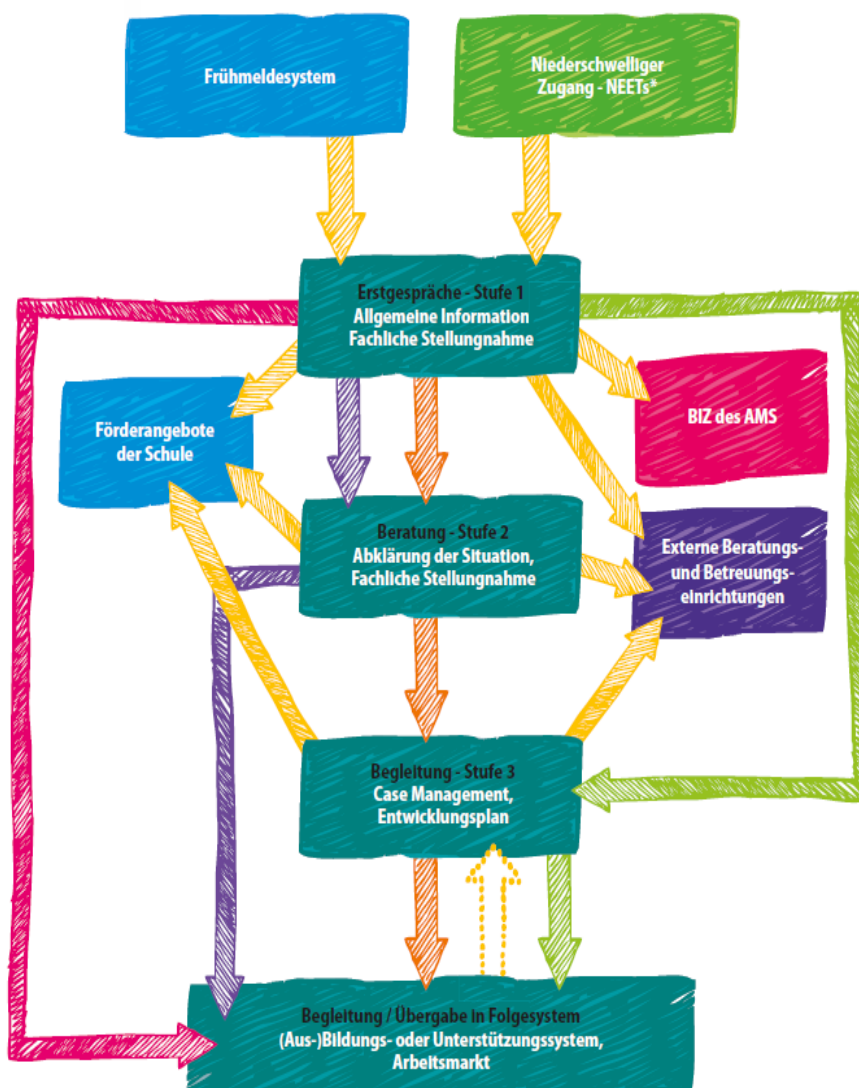 Frühmeldesystem
Niederschwelliger
Zugang - NEETs*
Erstgespräche - Stufe 1
Allgemeine Information
Fachliche Stellungnahme
Förderangebote
der Schule
BIZ des AMS
Beratung - Stufe 2
Abklärung der Situation,
Fachliche Stellungnahme
Externe Beratungs-
und Betreuungs-
einrichtungen
Begleitung - Stufe 3
Case Management,
Entwicklungsplan
Begleitung / Übergabe in Folgesystem
(Aus-)Bildungs- oder Unterstützungssystem,
Arbeitsmarkt